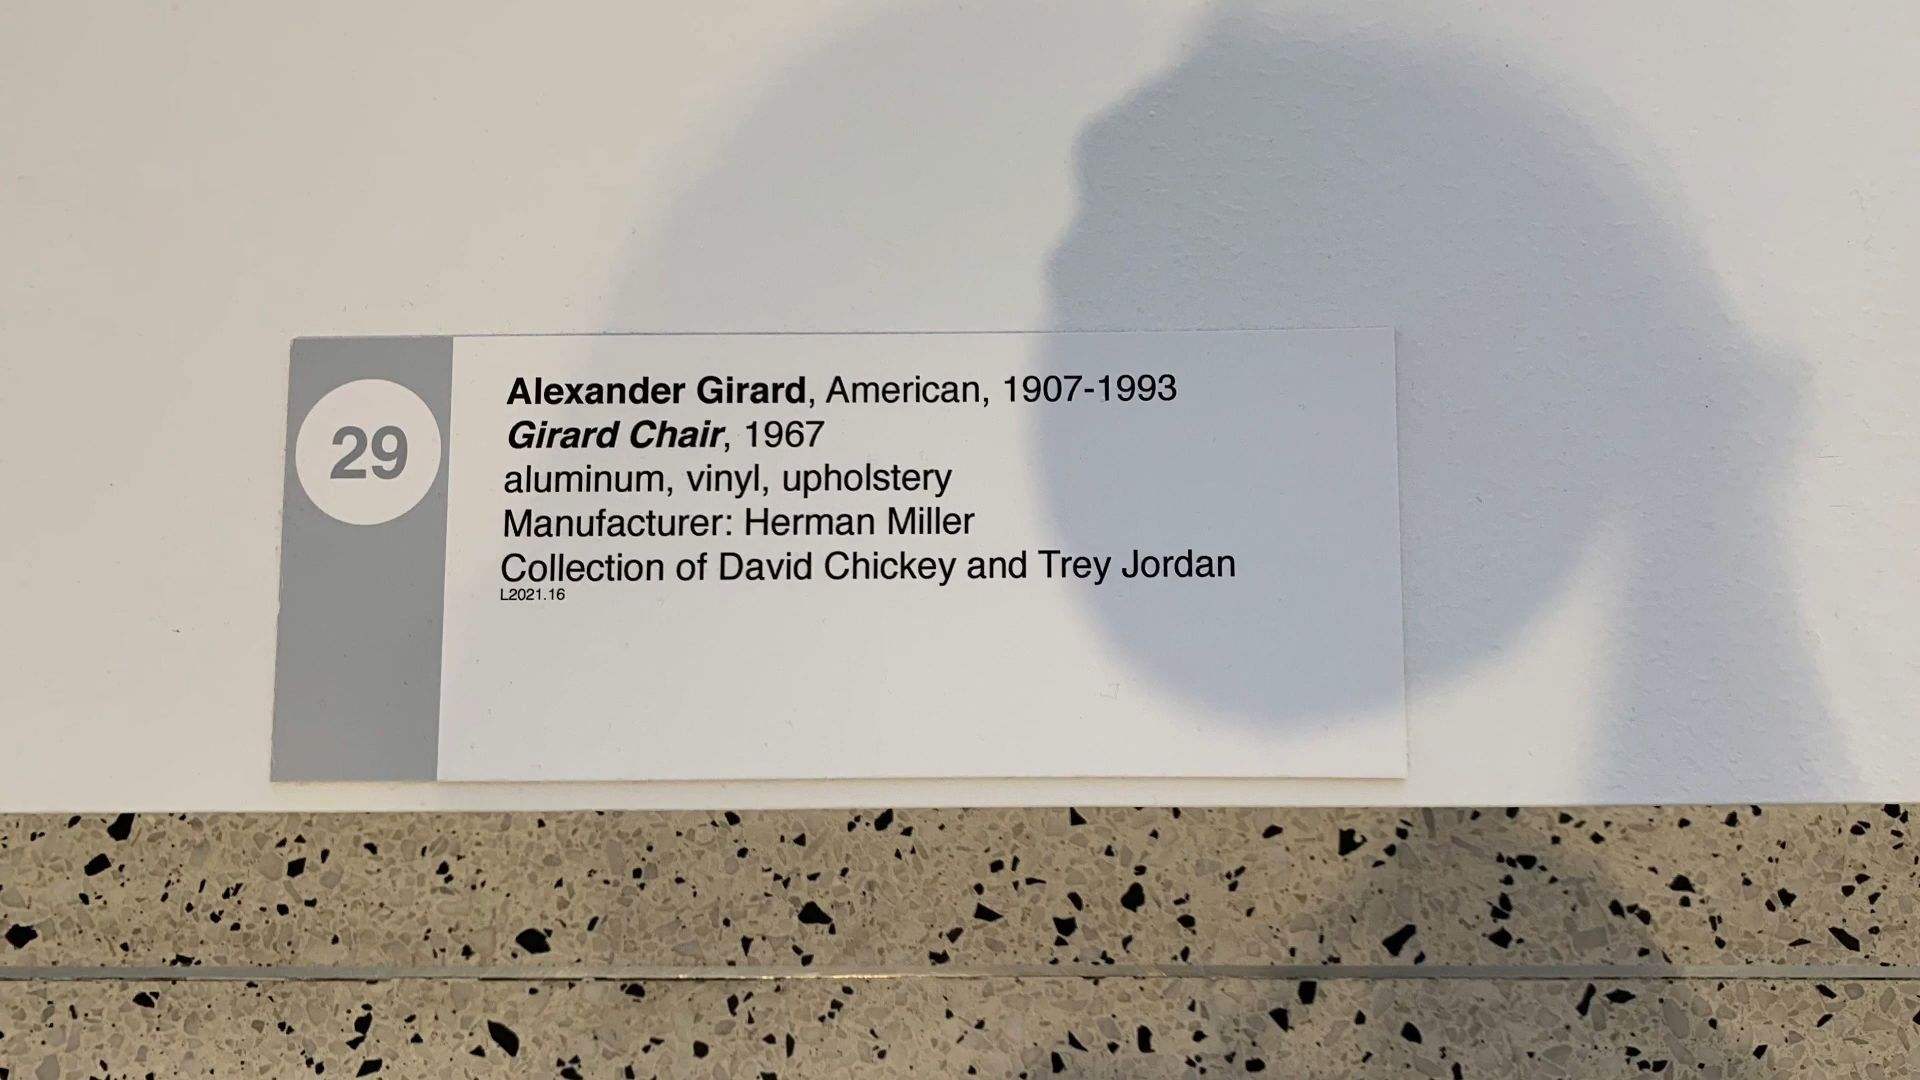 29
Alexander Girard, American, 1907-1993
Girard Chair, 1967
aluminum, vinyl, upholstery
Manufacturer: Herman Miller
Collection of David Chickey and Trey Jordan
L2021.16